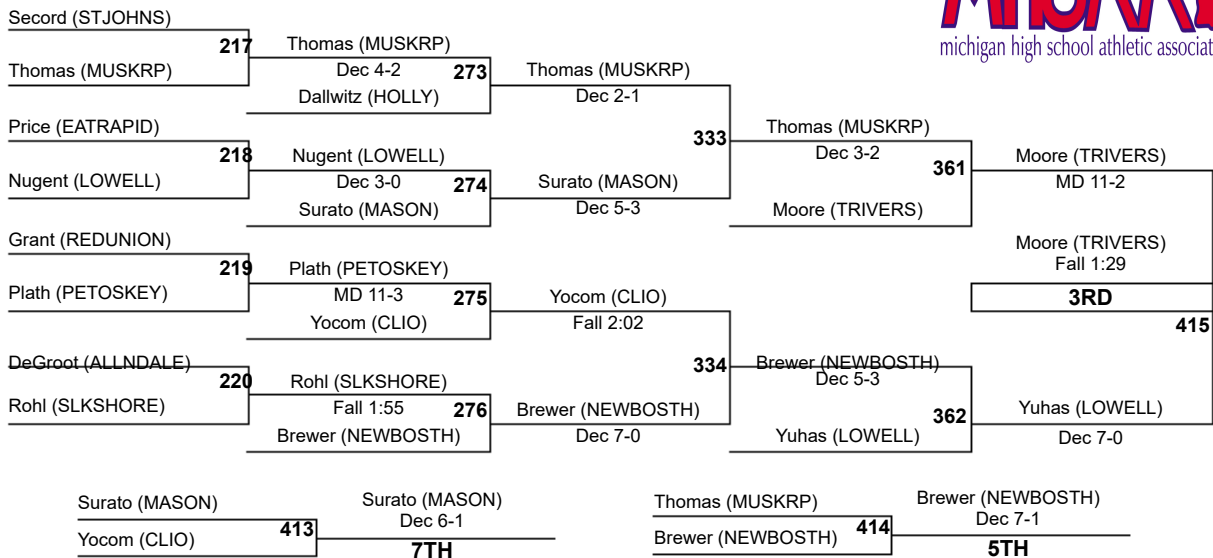 Secord (STJOHNS)
217
Thomas (MUSKRP)
Thomas (MUSKRP)
Dec 4-2
273
Dallwitz (HOLLY)
Thomas (MUSKRP)
Dec 2-1
Price (EATRAPID)
218
Nugent (LOWELL)
Nugent (LOWELL)
Dec 3-0
274
Surato (MASON)
Surato (MASON)
Dec 5-3
333
Thomas (MUSKRP)
Dec 3-2
361
Moore (TRIVERS)
Moore (TRIVERS)
MD 11-2
Grant (REDUNION)
219
Plath (PETOSKEY)
Plath (PETOSKEY)
MD 11-3
275
Yocom (CLIO)
Yocom (CLIO)
Fall 2:02
DeGroot (ALLNDALE)
220
Rohl (SLKSHORE)
Rohl (SLKSHORE)
Fall 1:55
276
Brewer (NEWBOSTH)
Brewer (NEWBOSTH)
Dec 7-0
334
Brewer (NEWBOSTH)
Dec 5-3
362
Yuhas (LOWELL)
Yuhas (LOWELL)
Dec 7-0
Moore (TRIVERS)
Fall 1:29
3RD
415
Surato (MASON)
413
Yocom (CLIO)
Surato (MASON)
Dec 6-1
7TH
Thomas (MUSKRP)
414
Brewer (NEWBOSTH)
Brewer (NEWBOSTH)
Dec 7-1
5TH
michigan high school athletic associat